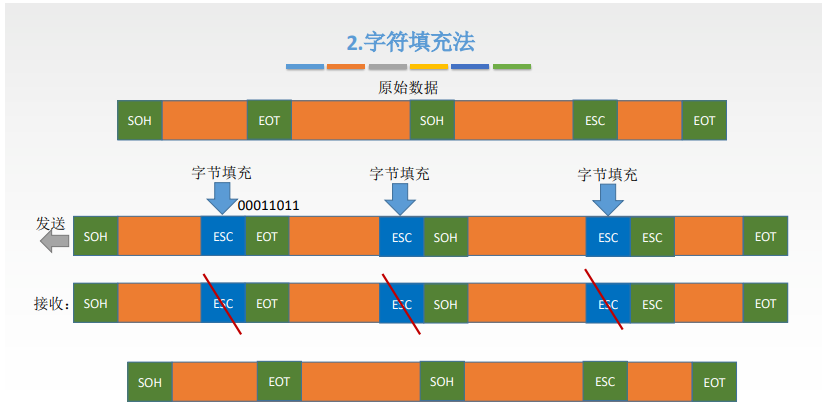 2.字符填充法
原始数据
SOH EOT SOH ESC EOT
字节填充 字节填充 字节填充
00011011
发送
SOH ESC EOT ESC SOH ESC ESC EOT
接收: SOH ESC EOT ESC SOH ESC ESC EOT
SOH EOT SOH ESC EOT